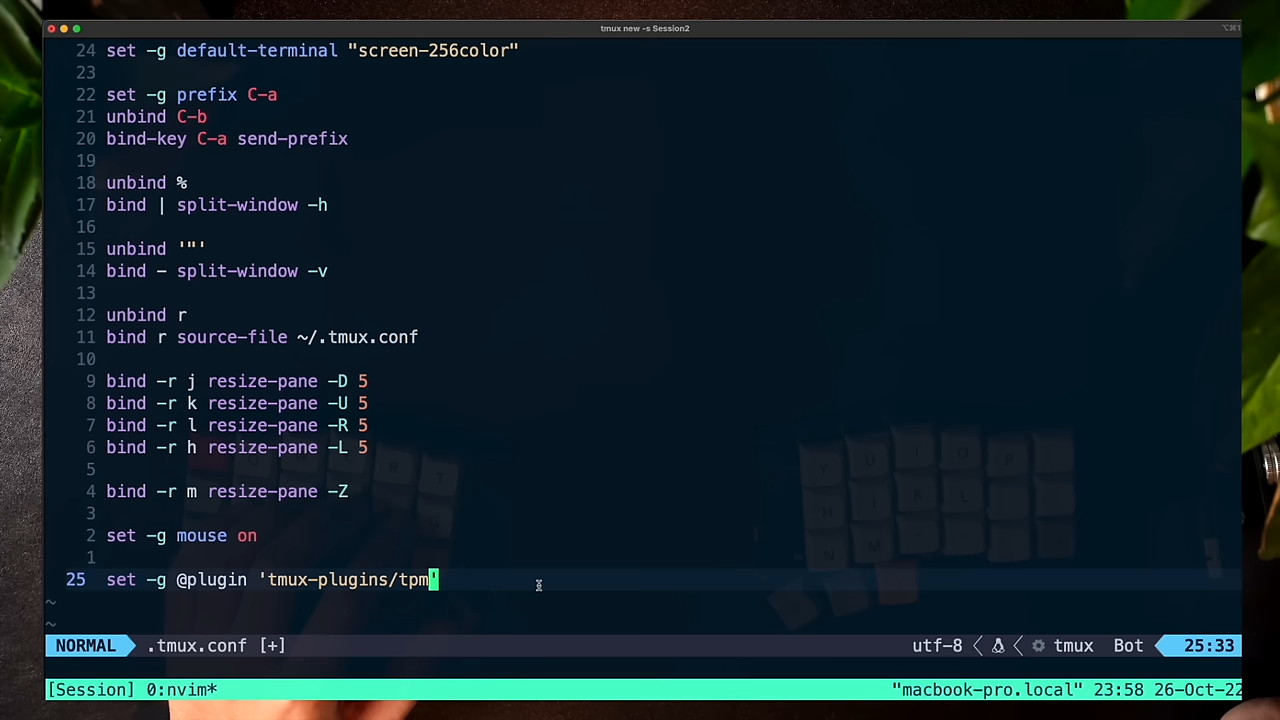 tmux new -s Session2
⌥⌘1
24 set -g default-terminal "screen-256color"
23
22 set -g prefix C-a
21 unbind C-b
20 bind-key C-a send-prefix
19
18 unbind %
17 bind | split-window -h
16
15 unbind '"'
14 bind - split-window -v
13
12 unbind r
11 bind r source-file ~/.tmux.conf
10
9 bind -r j resize-pane -D 5
8 bind -r k resize-pane -U 5
7 bind -r l resize-pane -R 5
6 bind -r h resize-pane -L 5
5
4 bind -r m resize-pane -Z
3
2 set -g mouse on
1
25 set -g @plugin 'tmux-plugins/tpm'
~
~
NORMAL .tmux.conf [+] utf-8 tmux Bot 25:33
[Session] 0:nvim* "macbook-pro.local" 23:58 26-Oct-22